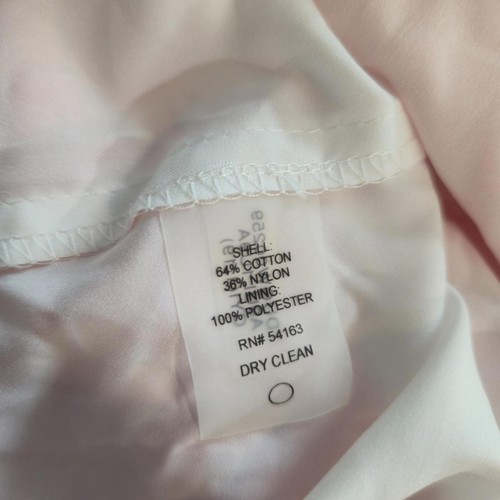 SHELL:
64% COTTON
36% NYLON
LINING:
100% POLYESTER
RN# 54163
DRY CLEAN